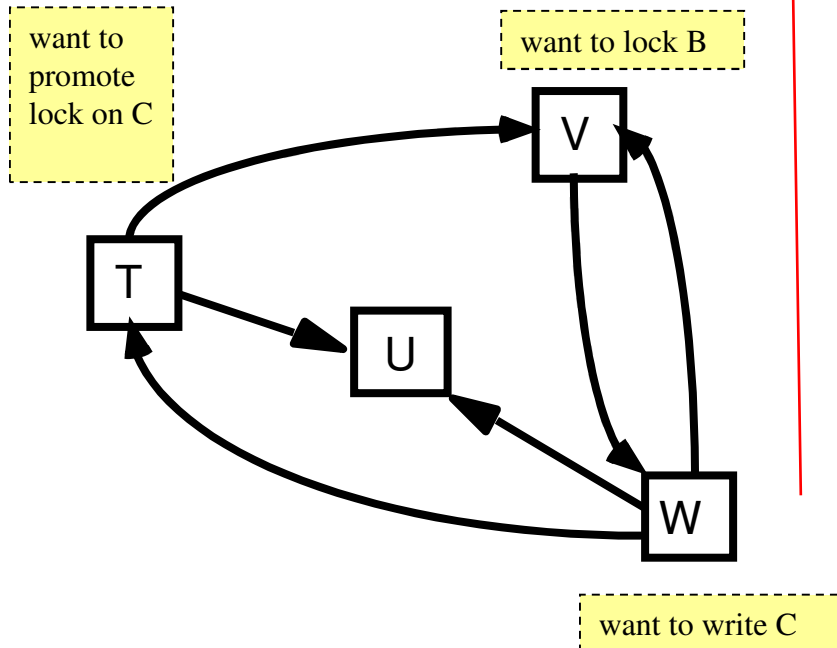 want to
promote
lock on C
want to lock B
V
T
U
W
want to write C